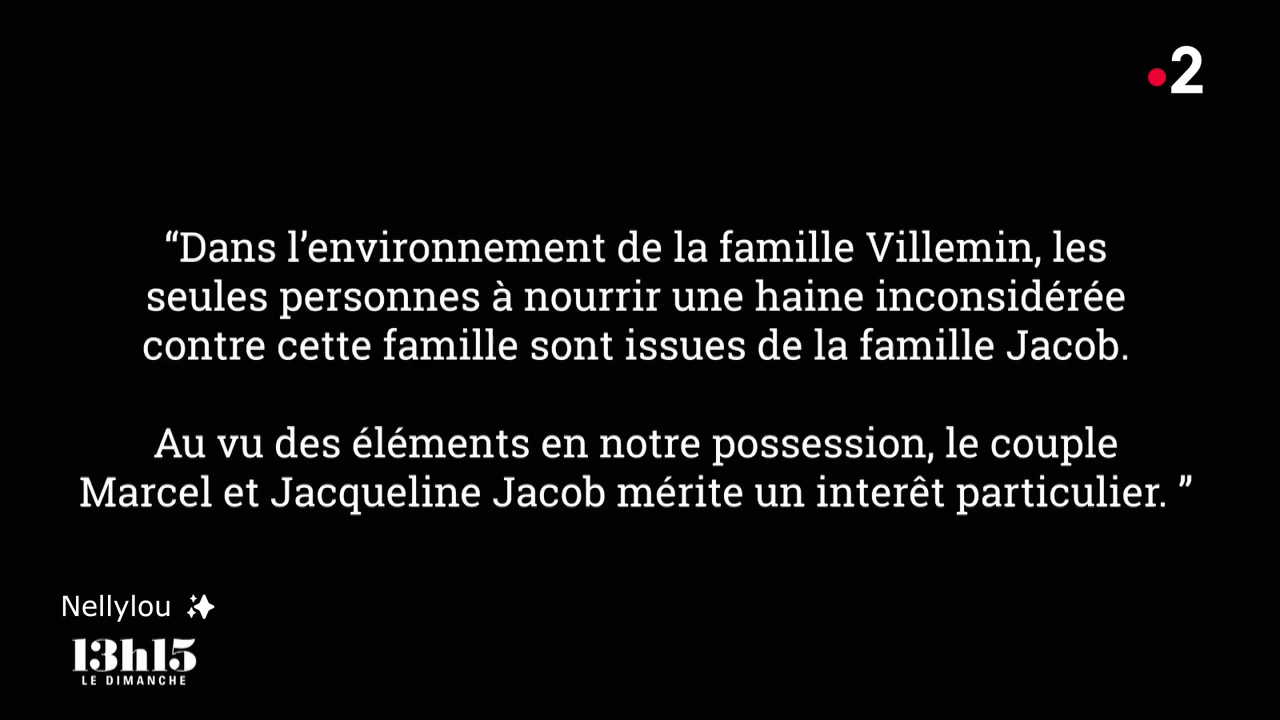 2
“Dans l’environnement de la famille Villemin, les
seules personnes à nourrir une haine inconsidérée
contre cette famille sont issues de la famille Jacob.
Au vu des éléments en notre possession, le couple
Marcel et Jacqueline Jacob mérite un interêt particulier. ”
Nellylou
13h15
LE DIMANCHE